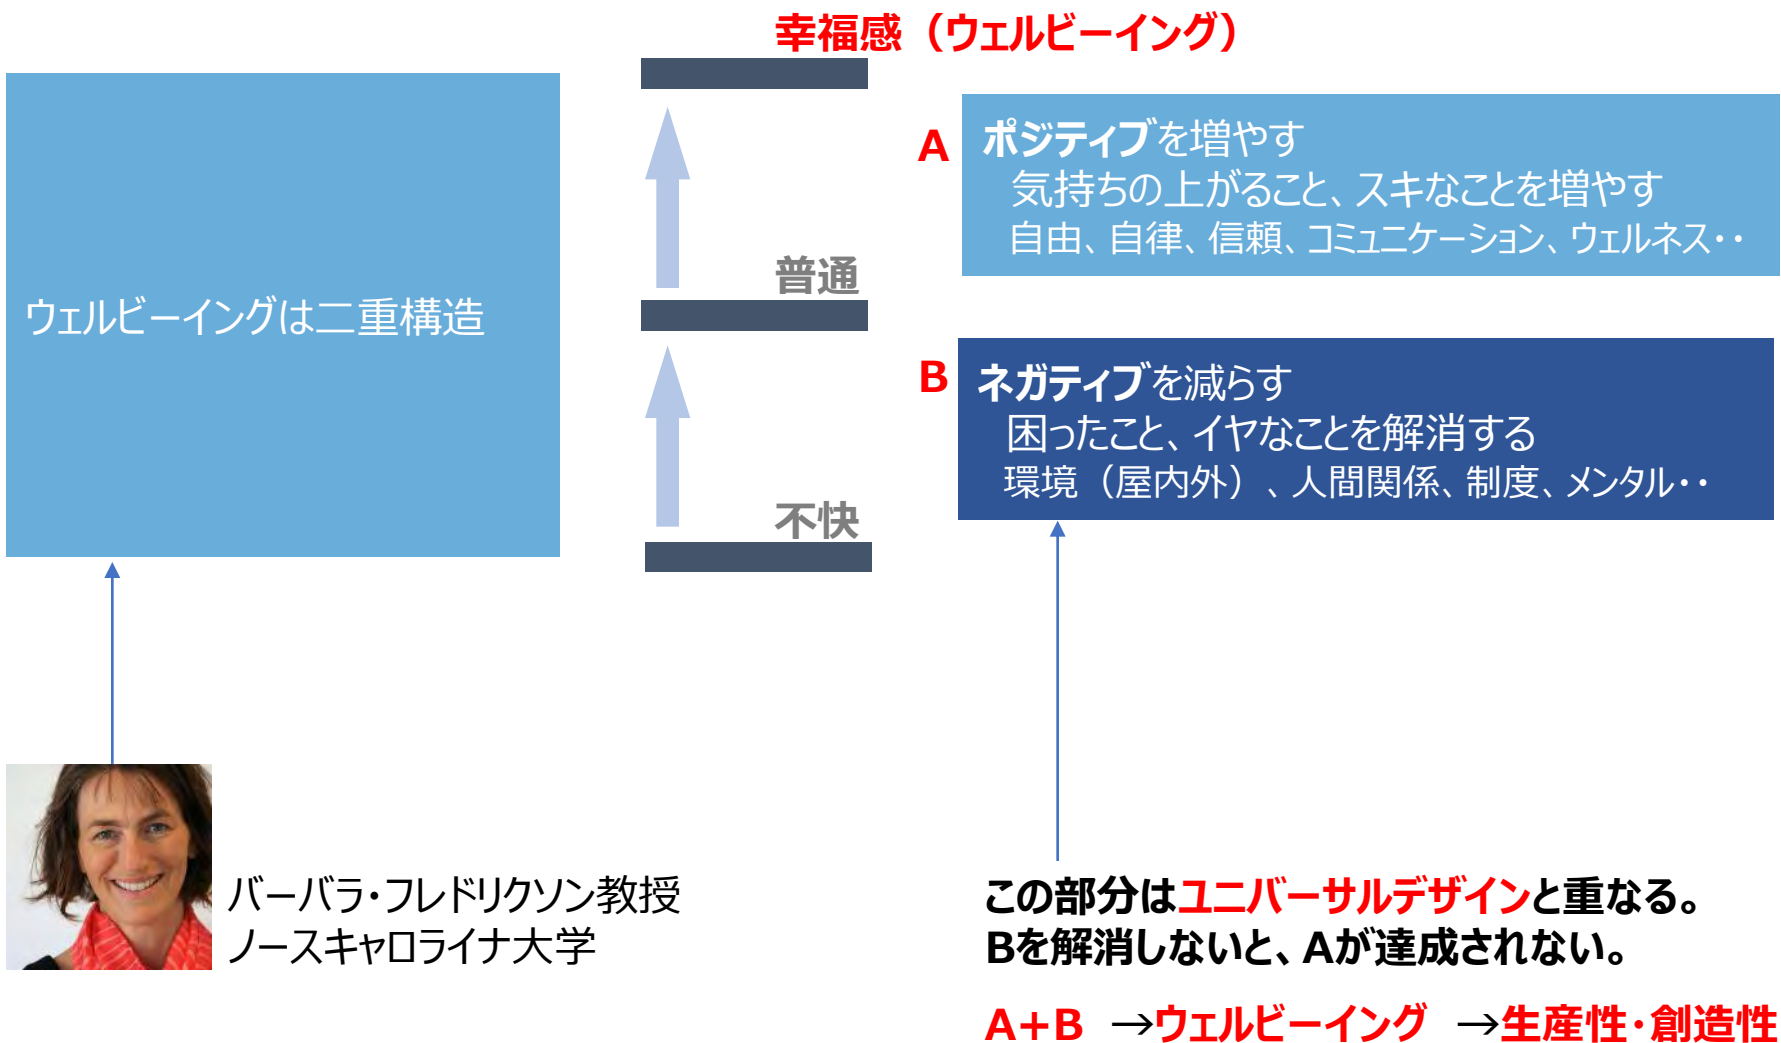 幸福感（ウェルビーイング）
ウェルビーイングは二重構造
普通
不快
A
ポジティブを増やす
気持ちの上がること、スキなことを増やす
自由、自律、信頼、コミュニケーション、ウェルネス・・
B
ネガティブを減らす
困ったこと、イヤなことを解消する
環境（屋内外）、人間関係、制度、メンタル・・
バーバラ・フレドリクソン教授
ノースキャロライナ大学
この部分はユニバーサルデザインと重なる。
Bを解消しないと、Aが達成されない。
A+B →ウェルビーイング →生産性・創造性